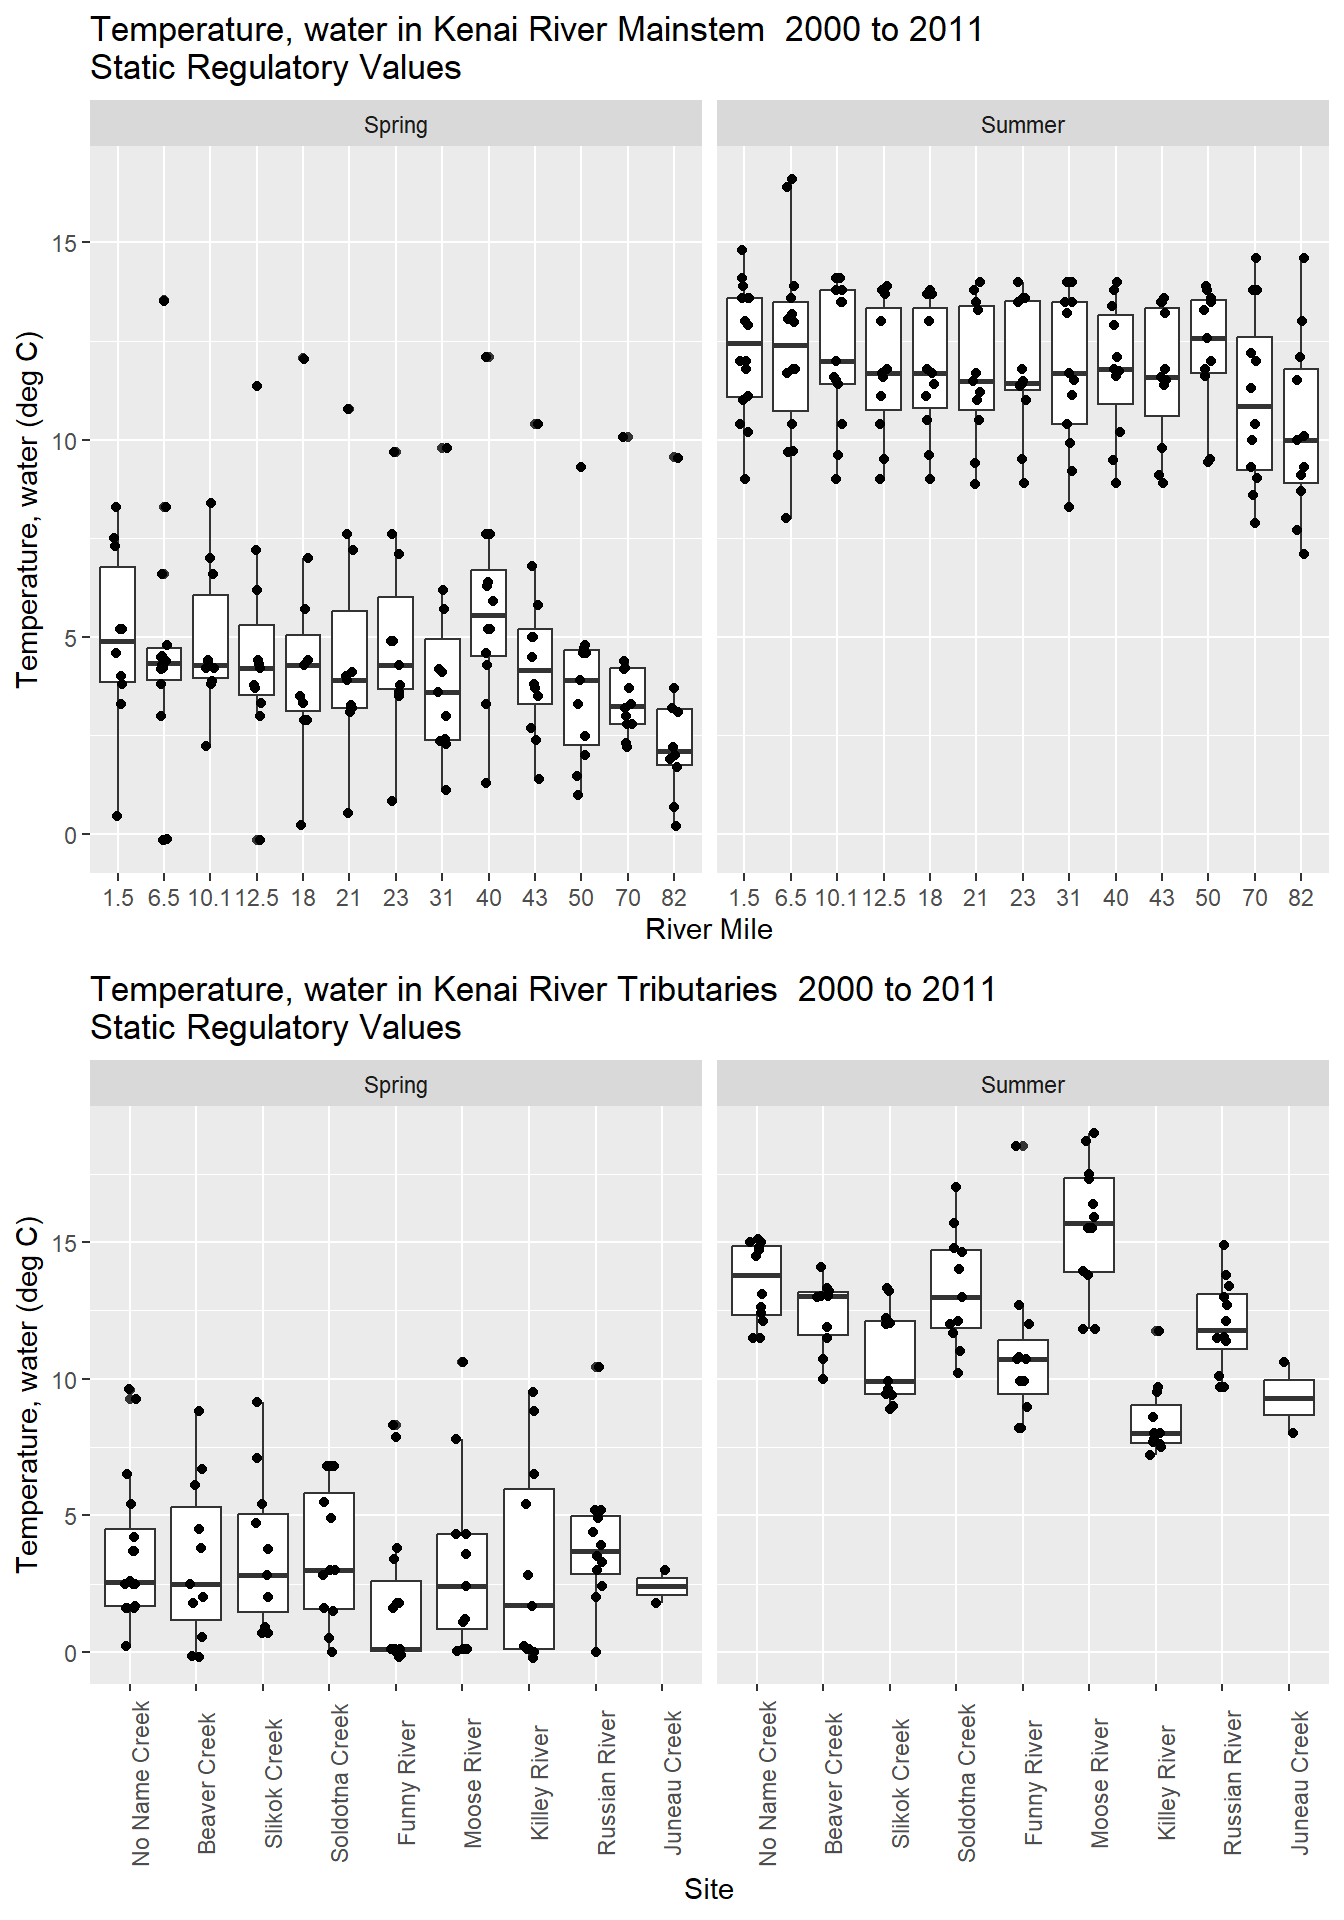 Temperature, water in Kenai River Mainstem  2000 to 2011
Static Regulatory Values
Spring
Summer
Temperature, water (deg C)
15
10
5
0
1.5 6.5 10.1 12.5 18 21 23 31 40 43 50 70 82
1.5 6.5 10.1 12.5 18 21 23 31 40 43 50 70 82
River Mile
Temperature, water in Kenai River Tributaries  2000 to 2011
Static Regulatory Values
Spring
Summer
Temperature, water (deg C)
15
10
5
0
No Name Creek
Beaver Creek
Slikok Creek
Soldotna Creek
Funny River
Moose River
Killey River
Russian River
Juneau Creek
No Name Creek
Beaver Creek
Slikok Creek
Soldotna Creek
Funny River
Moose River
Killey River
Russian River
Juneau Creek
Site